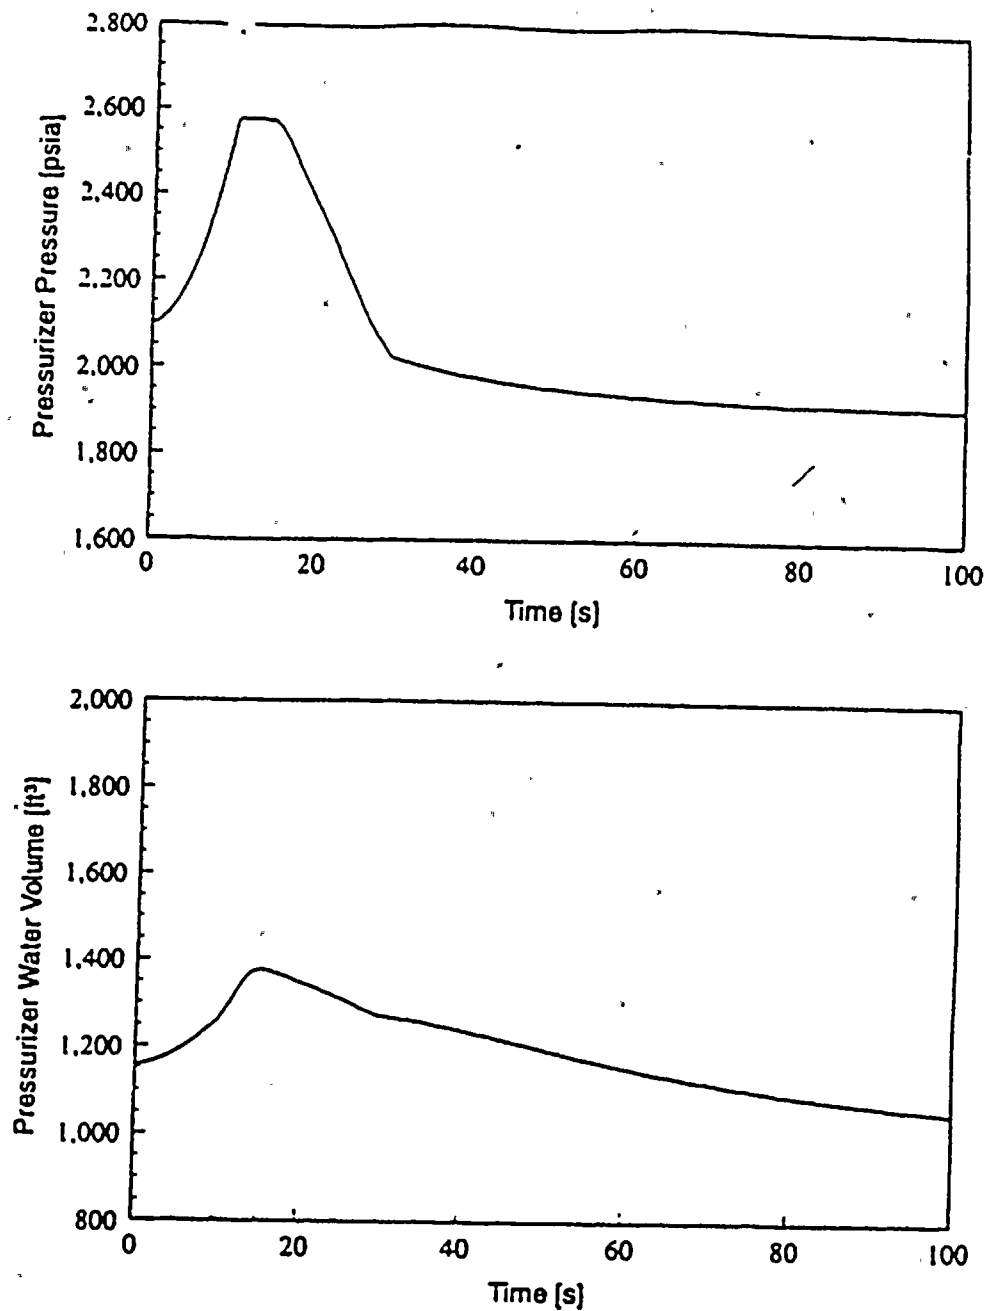 2.800
2.600
2.400
2.200
2.000
1.800
1.600
Pressurizer Pressure [psia]
0 20 40 60 80 100
Time [s]
2,000
1,800
1,600
1,400
1,200
1.000
800
Pressurizer Water Volume [ft³]
0 20 40 60 80 100
Time [s]